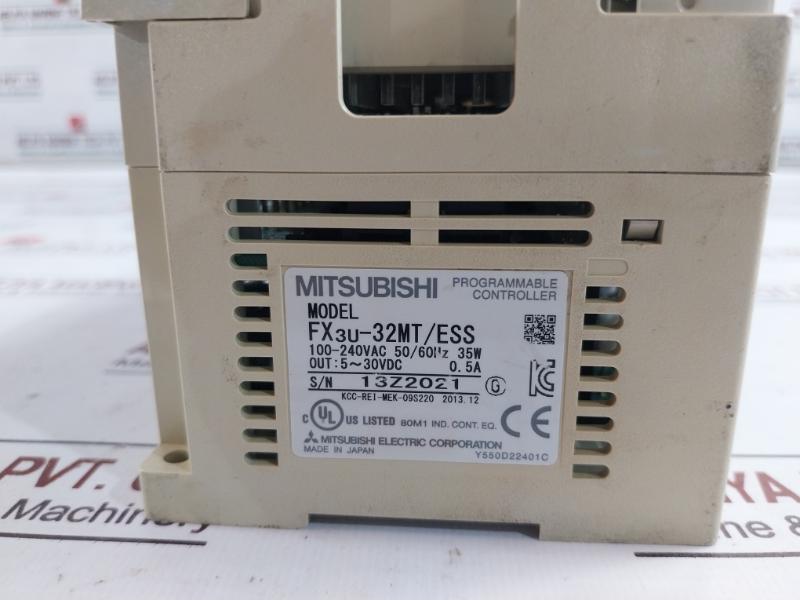 MITSUBISHI PROGRAMMABLE CONTROLLER
MODEL
FX3U-32MT/ESS
100-240VAC 50/60Hz 35W
OUT:5~30VDC 0.5A
S/N 13Z2021 G
KCC-REI-MEK-09S220 2013.12
C UL US LISTED 80M1 IND. CONT. EQ. CE
MITSUBISHI ELECTRIC CORPORATION
MADE IN JAPAN Y550D22401C
PVT.
Machinery